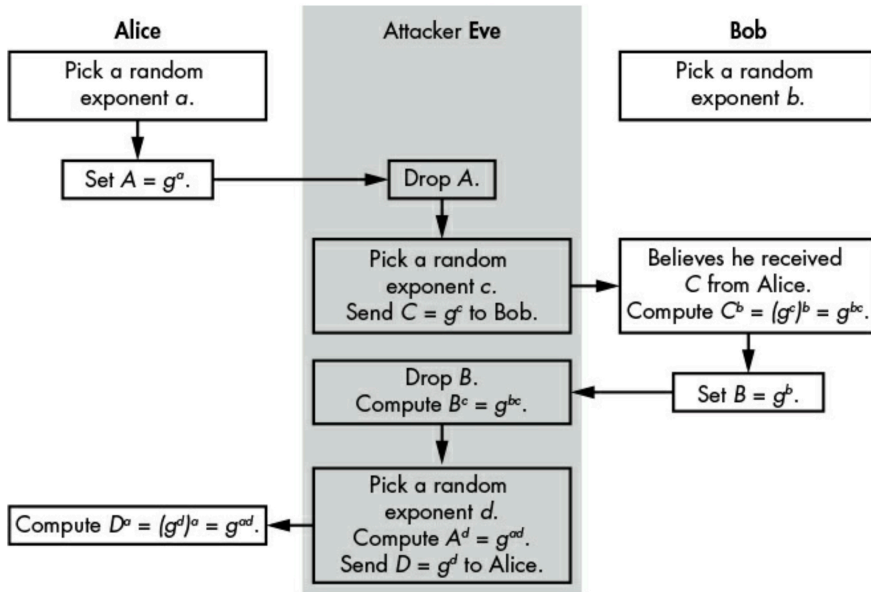 Alice
Attacker Eve
Bob
Pick a random
exponent a.
Pick a random
exponent b.
Set A = gᵃ.
Drop A.
Pick a random
exponent c.
Send C = gᶜ to Bob.
Believes he received
C from Alice.
Compute Cᵇ = (gᶜ)ᵇ = gᵇᶜ.
Drop B.
Compute Bᶜ = gᵇᶜ.
Set B = gᵇ.
Pick a random
exponent d.
Compute Aᵈ = gᵃᵈ.
Send D = gᵈ to Alice.
Compute Dᵃ = (gᵈ)ᵃ = gᵃᵈ.